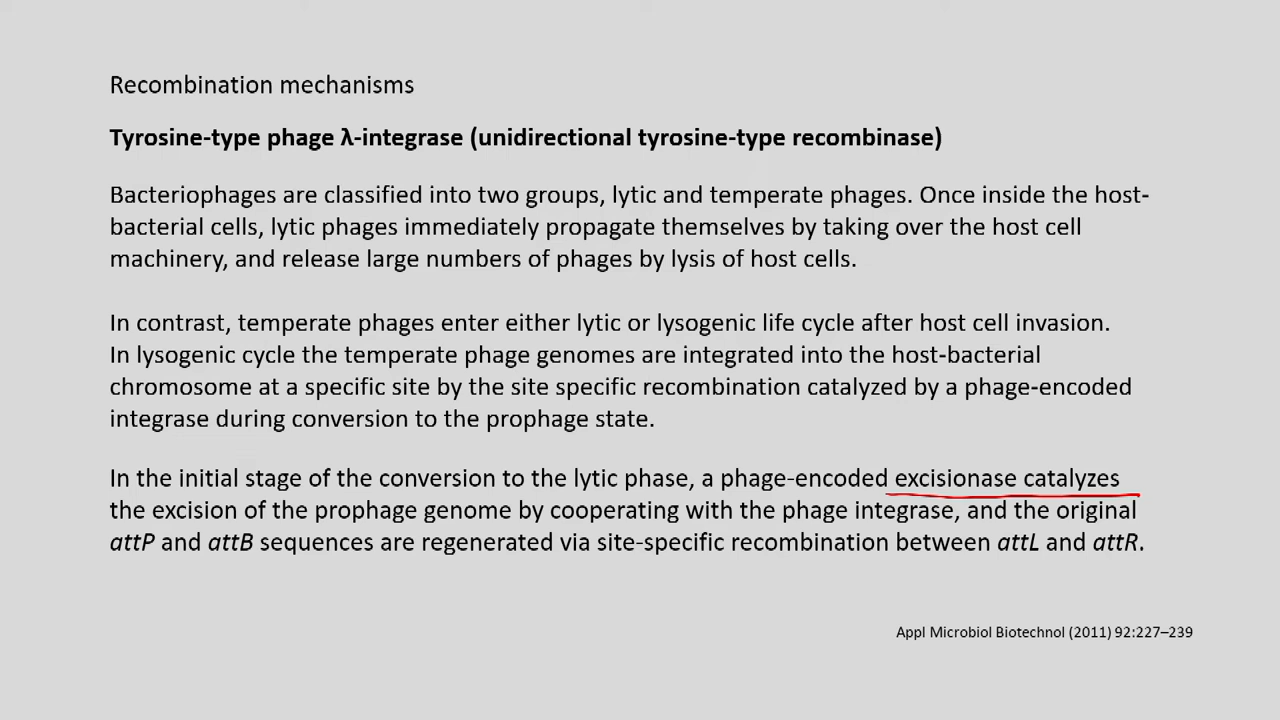 Recombination mechanisms
Tyrosine-type phage λ-integrase (unidirectional tyrosine-type recombinase)
Bacteriophages are classified into two groups, lytic and temperate phages. Once inside the host-
bacterial cells, lytic phages immediately propagate themselves by taking over the host cell
machinery, and release large numbers of phages by lysis of host cells.
In contrast, temperate phages enter either lytic or lysogenic life cycle after host cell invasion.
In lysogenic cycle the temperate phage genomes are integrated into the host-bacterial
chromosome at a specific site by the site specific recombination catalyzed by a phage-encoded
integrase during conversion to the prophage state.
In the initial stage of the conversion to the lytic phase, a phage-encoded excisionase catalyzes
the excision of the prophage genome by cooperating with the phage integrase, and the original
attP and attB sequences are regenerated via site-specific recombination between attL and attR.
Appl Microbiol Biotechnol (2011) 92:227–239